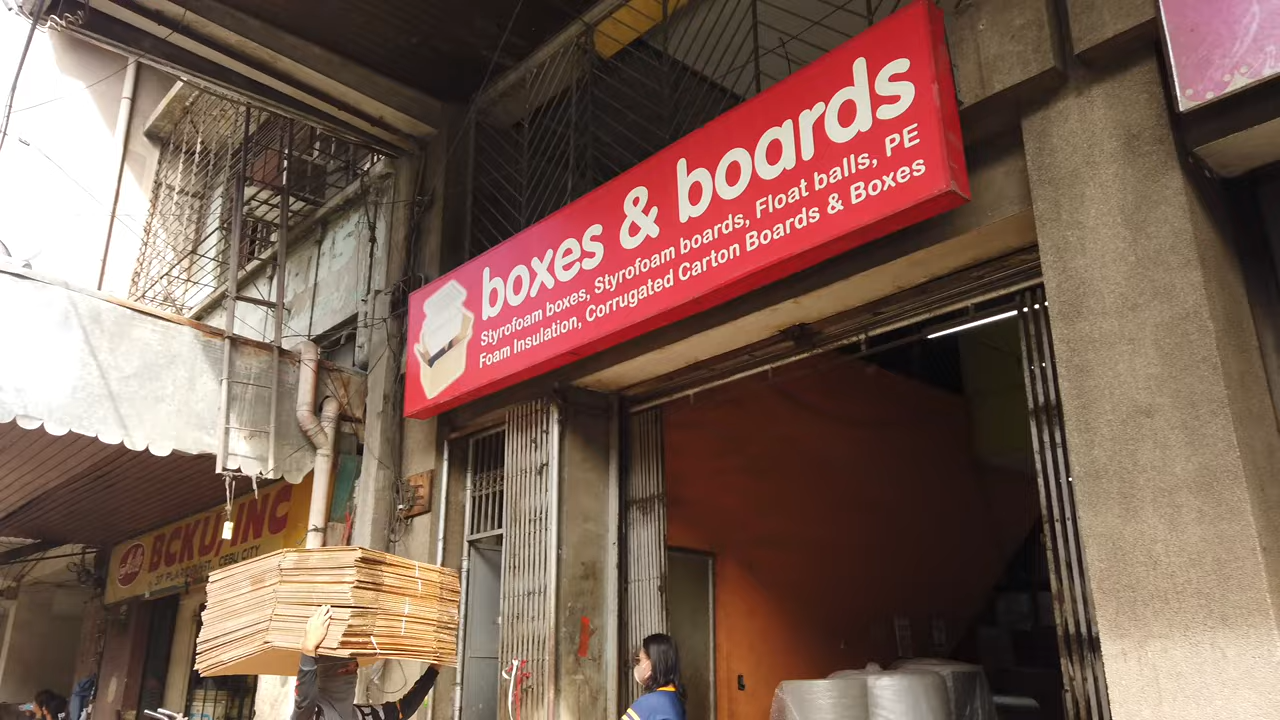 boxes & boards
Styrofoam boxes, Styrofoam boards, Float balls, PE
Foam Insulation, Corrugated Carton Boards & Boxes
BCKU, INC
CEBU CITY